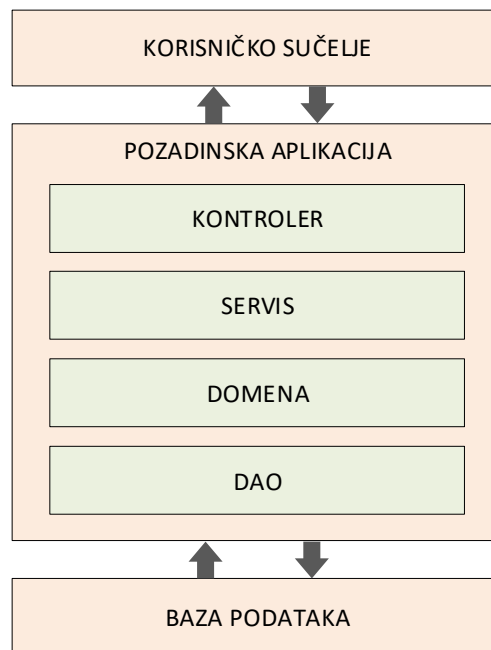 KORISNIČKO SUČELJE
POZADINSKA APLIKACIJA
KONTROLER
SERVIS
DOMENA
DAO
BAZA PODATAKA